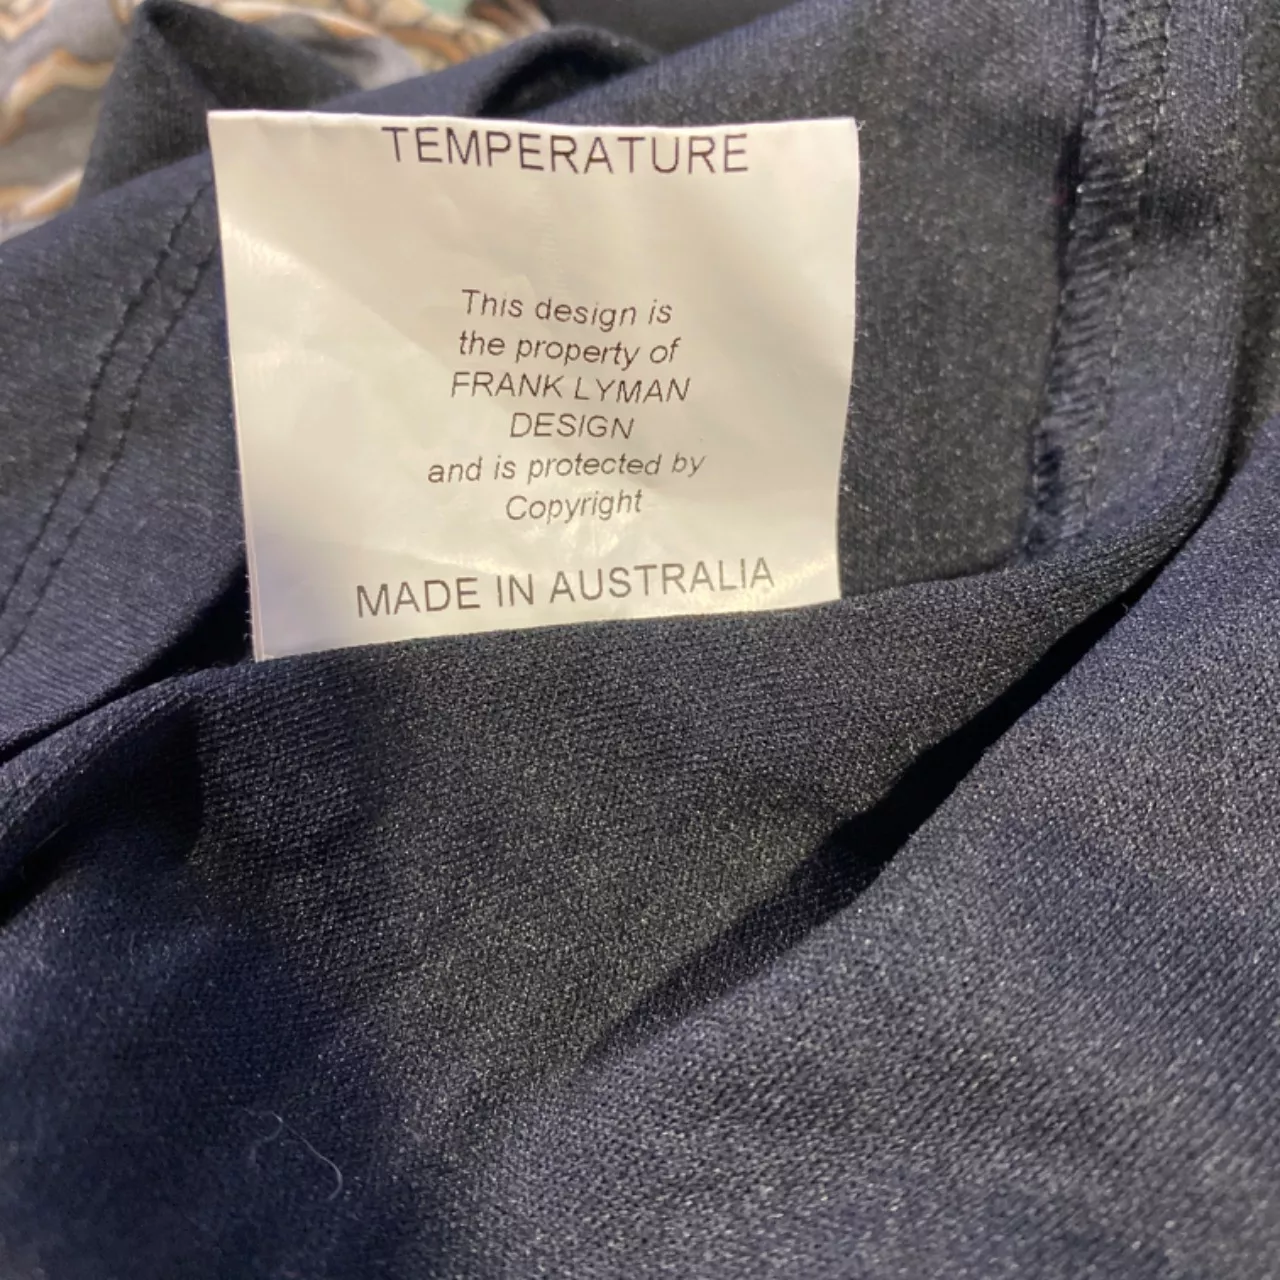 TEMPERATURE
This design is
the property of
FRANK LYMAN
DESIGN
and is protected by
Copyright
MADE IN AUSTRALIA